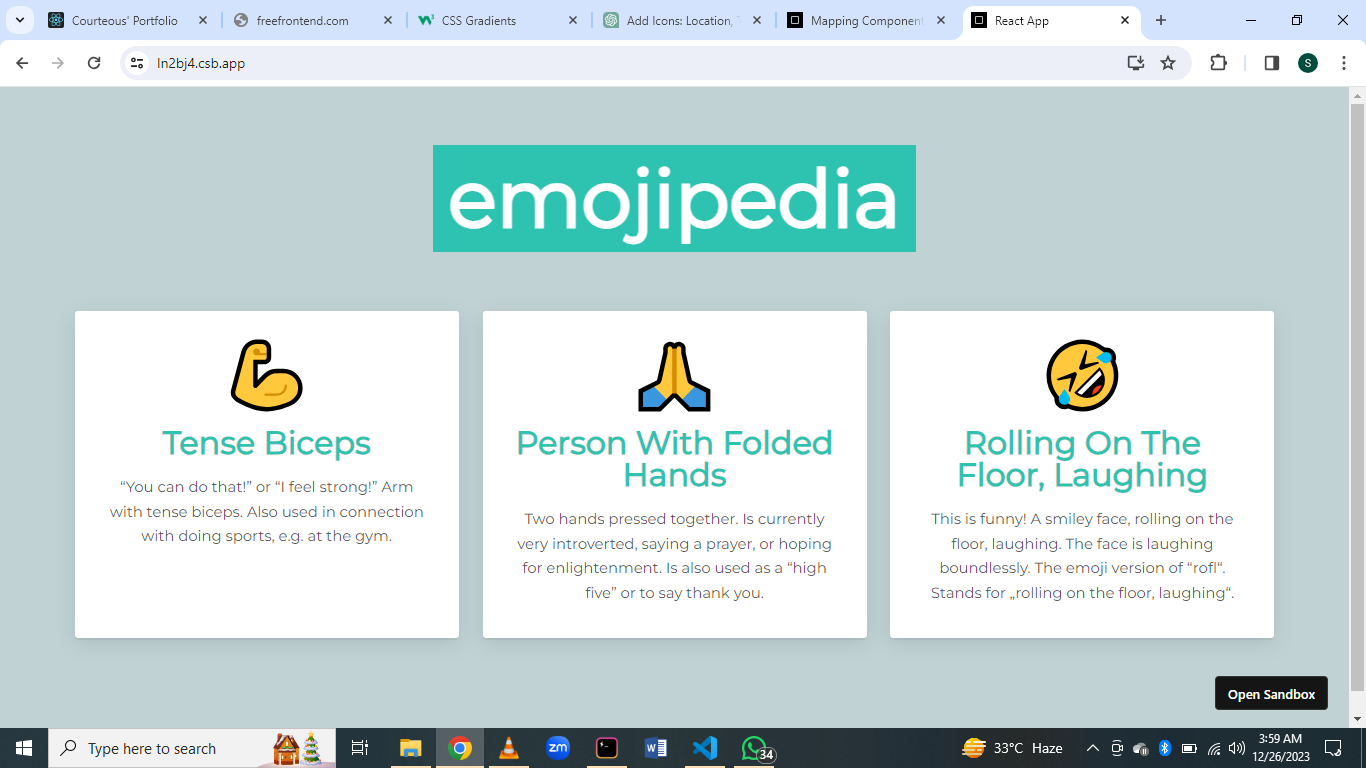 Courteous' Portfolio
freefrontend.com
CSS Gradients
Add Icons: Location,
Mapping Component
React App
ln2bj4.csb.app
S
emojipedia
Tense Biceps
“You can do that!” or “I feel strong!” Arm
with tense biceps. Also used in connection
with doing sports, e.g. at the gym.
Person With Folded
Hands
Two hands pressed together. Is currently
very introverted, saying a prayer, or hoping
for enlightenment. Is also used as a “high
five” or to say thank you.
Rolling On The
Floor, Laughing
This is funny! A smiley face, rolling on the
floor, laughing. The face is laughing
boundlessly. The emoji version of “rofl“.
Stands for „rolling on the floor, laughing“.
Open Sandbox
Type here to search
zm
34
33°C Haze
3:59 AM
12/26/2023